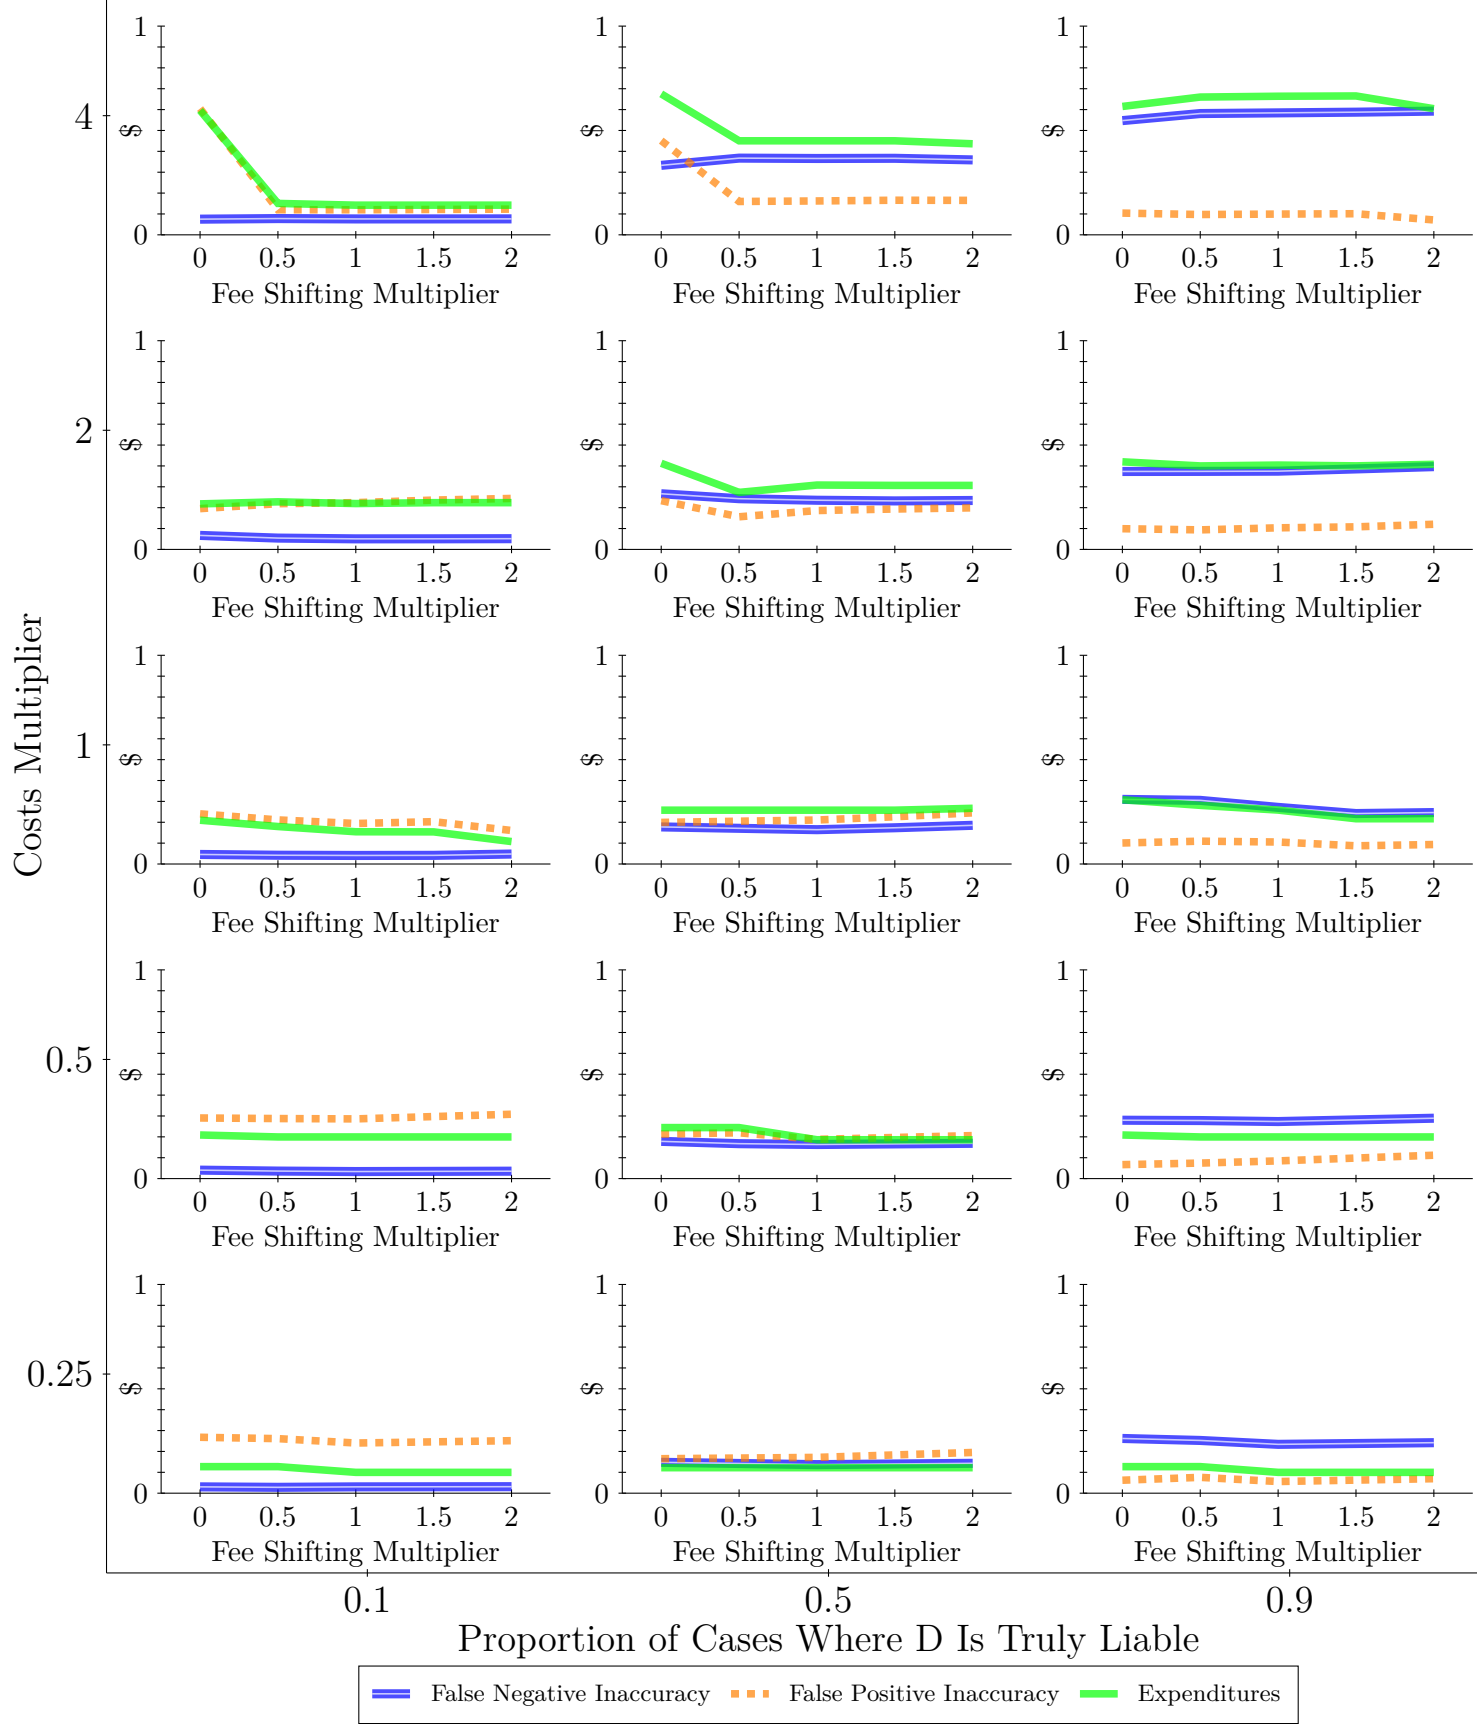 1
$
0
0 0.5 1 1.5 2
Fee Shifting Multiplier
1
$
0
0 0.5 1 1.5 2
Fee Shifting Multiplier
1
$
0
0 0.5 1 1.5 2
Fee Shifting Multiplier
1
$
0
0 0.5 1 1.5 2
Fee Shifting Multiplier
1
$
0
0 0.5 1 1.5 2
Fee Shifting Multiplier
1
$
0
0 0.5 1 1.5 2
Fee Shifting Multiplier
1
$
0
0 0.5 1 1.5 2
Fee Shifting Multiplier
1
$
0
0 0.5 1 1.5 2
Fee Shifting Multiplier
1
$
0
0 0.5 1 1.5 2
Fee Shifting Multiplier
1
$
0
0 0.5 1 1.5 2
Fee Shifting Multiplier
1
$
0
0 0.5 1 1.5 2
Fee Shifting Multiplier
1
$
0
0 0.5 1 1.5 2
Fee Shifting Multiplier
1
$
0
0 0.5 1 1.5 2
Fee Shifting Multiplier
1
$
0
0 0.5 1 1.5 2
Fee Shifting Multiplier
1
$
0
0 0.5 1 1.5 2
Fee Shifting Multiplier
4
2
1
0.5
0.25
Costs Multiplier
0.1 0.5 0.9
Proportion of Cases Where D Is Truly Liable
False Negative Inaccuracy False Positive Inaccuracy Expenditures